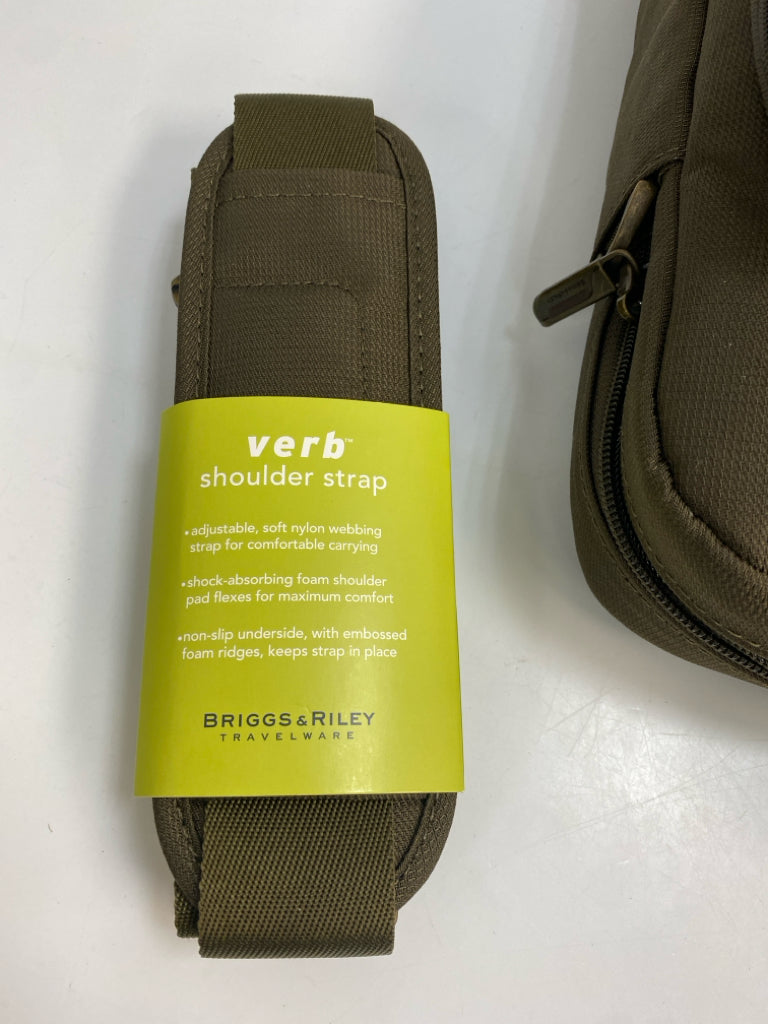 verb™
shoulder strap
•adjustable, soft nylon webbing
strap for comfortable carrying
•shock-absorbing foam shoulder
pad flexes for maximum comfort
•non-slip underside, with embossed
foam ridges, keeps strap in place
BRIGGS & RILEY
TRAVELWARE